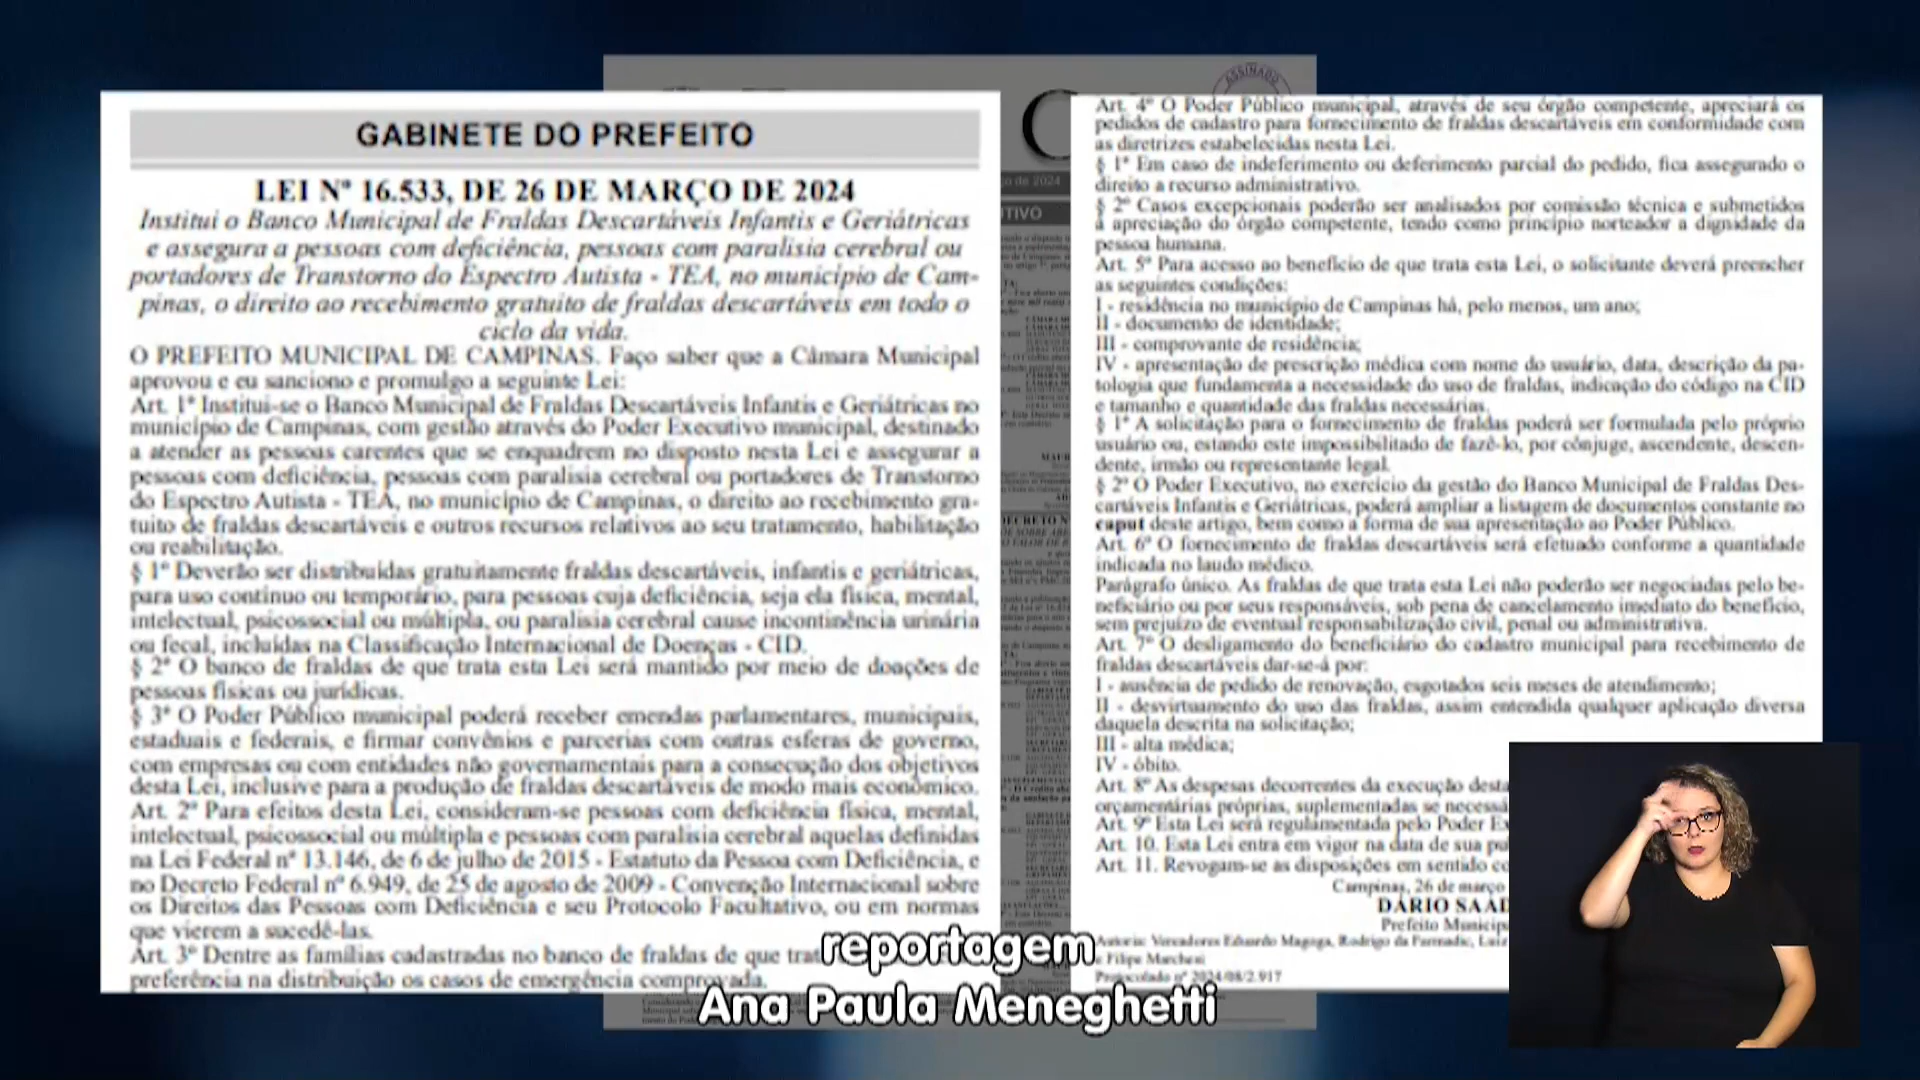 GABINETE DO PREFEITO
LEI Nº 16.533, DE 26 DE MARÇO DE 2024
Institui o Banco Municipal de Fraldas Descartáveis Infantis e Geriátricas
e assegura a pessoas com deficiência, pessoas com paralisia cerebral ou
portadores de Transtorno do Espectro Autista - TEA, no município de Cam-
pinas, o direito ao recebimento gratuito de fraldas descartáveis em todo o
ciclo da vida.
O PREFEITO MUNICIPAL DE CAMPINAS. Faço saber que a Câmara Municipal
aprovou e eu sanciono e promulgo a seguinte Lei:
Art. 1º Institui-se o Banco Municipal de Fraldas Descartáveis Infantis e Geriátricas no
município de Campinas, com gestão através do Poder Executivo municipal, destinado
a atender as pessoas carentes que se enquadrem no disposto nesta Lei e assegurar a
pessoas com deficiência, pessoas com paralisia cerebral ou portadores de Transtorno
do Espectro Autista - TEA, no município de Campinas, o direito ao recebimento gra-
tuito de fraldas descartáveis e outros recursos relativos ao seu tratamento, habilitação
ou reabilitação.
§ 1º Deverão ser distribuídas gratuitamente fraldas descartáveis, infantis e geriátricas,
para uso contínuo ou temporário, para pessoas cuja deficiência, seja ela física, mental,
intelectual, psicossocial ou múltipla, ou paralisia cerebral cause incontinência urinária
ou fecal, incluídas na Classificação Internacional de Doenças - CID.
§ 2º O banco de fraldas de que trata esta Lei será mantido por meio de doações de
pessoas físicas ou jurídicas.
§ 3º O Poder Público municipal poderá receber emendas parlamentares, municipais,
estaduais e federais, e firmar convênios e parcerias com outras esferas de governo,
com empresas ou com entidades não governamentais para a consecução dos objetivos
desta Lei, inclusive para a produção de fraldas descartáveis de modo mais econômico.
Art. 2º Para efeitos desta Lei, consideram-se pessoas com deficiência física, mental,
intelectual, psicossocial ou múltipla e pessoas com paralisia cerebral aquelas definidas
na Lei Federal nº 13.146, de 6 de julho de 2015 - Estatuto da Pessoa com Deficiência, e
no Decreto Federal nº 6.949, de 25 de agosto de 2009 - Convenção Internacional sobre
os Direitos das Pessoas com Deficiência e seu Protocolo Facultativo, ou em normas
que vierem a sucedê-las.
Art. 3º Dentre as famílias cadastradas no banco de fraldas de que trat
preferência na distribuição os casos de emergência comprovada.
Art. 4º O Poder Público municipal, através de seu órgão competente, apreciará os
pedidos de cadastro para fornecimento de fraldas descartáveis em conformidade com
as diretrizes estabelecidas nesta Lei.
§ 1º Em caso de indeferimento ou deferimento parcial do pedido, fica assegurado o
direito a recurso administrativo.
§ 2º Casos excepcionais poderão ser analisados por comissão técnica e submetidos
à apreciação do órgão competente, tendo como princípio norteador a dignidade da
pessoa humana.
Art. 5º Para acesso ao benefício de que trata esta Lei, o solicitante deverá preencher
as seguintes condições:
I - residência no município de Campinas há, pelo menos, um ano;
II - documento de identidade;
III - comprovante de residência;
IV - apresentação de prescrição médica com nome do usuário, data, descrição da pa-
tologia que fundamenta a necessidade do uso de fraldas, indicação do código na CID
e tamanho e quantidade das fraldas necessárias.
§ 1º A solicitação para o fornecimento de fraldas poderá ser formulada pelo próprio
usuário ou, estando este impossibilitado de fazê-lo, por cônjuge, ascendente, descen-
dente, irmão ou representante legal.
§ 2º O Poder Executivo, no exercício da gestão do Banco Municipal de Fraldas Des-
cartáveis Infantis e Geriátricas, poderá ampliar a listagem de documentos constante no
caput deste artigo, bem como a forma de sua apresentação ao Poder Público.
Art. 6º O fornecimento de fraldas descartáveis será efetuado conforme a quantidade
indicada no laudo médico.
Parágrafo único. As fraldas de que trata esta Lei não poderão ser negociadas pelo be-
neficiário ou por seus responsáveis, sob pena de cancelamento imediato do benefício,
sem prejuízo de eventual responsabilização civil, penal ou administrativa.
Art. 7º O desligamento do beneficiário do cadastro municipal para recebimento de
fraldas descartáveis dar-se-á por:
I - ausência de pedido de renovação, esgotados seis meses de atendimento;
II - desvirtuamento do uso das fraldas, assim entendida qualquer aplicação diversa
daquela descrita na solicitação;
III - alta médica;
IV - óbito.
Art. 8º As despesas decorrentes da execução desta
orçamentárias próprias, suplementadas se necessá
Art. 9º Esta Lei será regulamentada pelo Poder Ex
Art. 10. Esta Lei entra em vigor na data de sua pu
Art. 11. Revogam-se as disposições em sentido co
Campinas, 26 de março
DÁRIO SAAD
Prefeito Municipa
Autoria: Vereadores Eduardo Magoga, Rodrigo da Farmadic, Luiz
e Filipe Marchesi
Protocolado nº 2024/08/2.917
ASSINADO
reportagem
Ana Paula Meneghetti